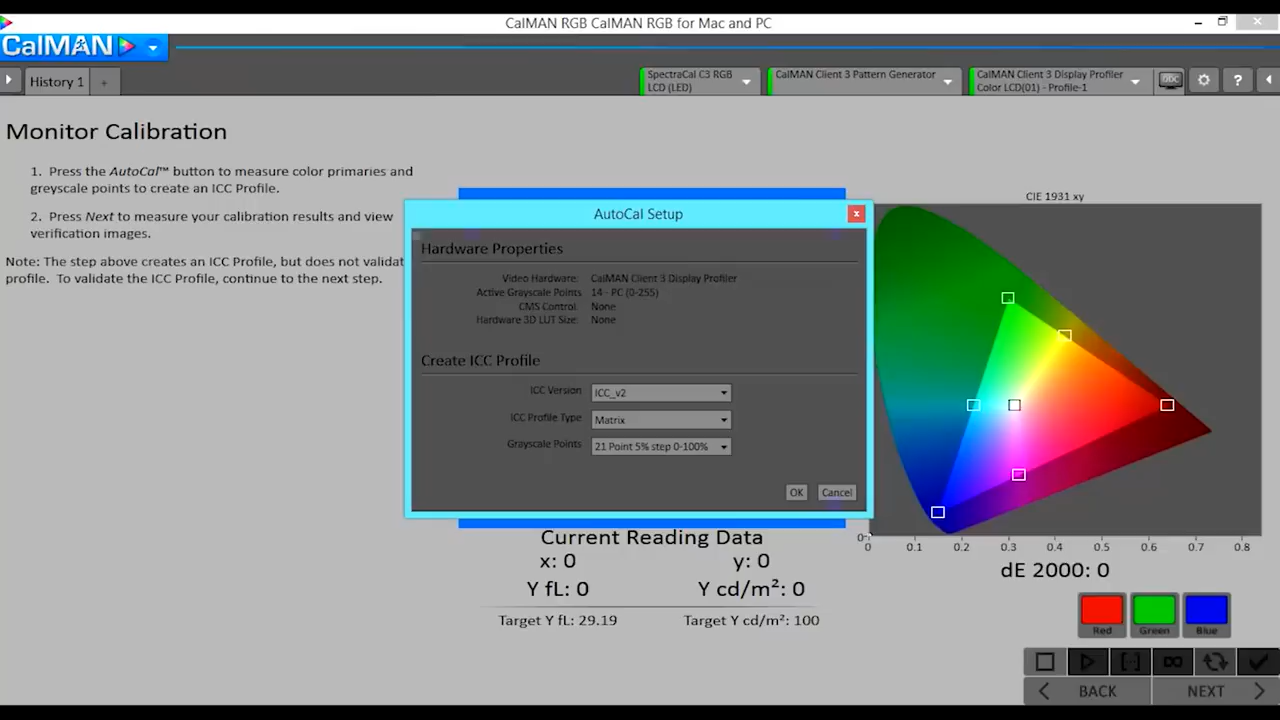 CalMAN RGB CalMAN RGB for Mac and PC
CalMAN
History 1
+
SpectraCal C3 RGB
LCD (LED)
CalMAN Client 3 Pattern Generator
CalMAN Client 3 Display Profiler
Color LCD(01) - Profile-1
?
Monitor Calibration
1. Press the AutoCal™ button to measure color primaries and
greyscale points to create an ICC Profile.
2. Press Next to measure your calibration results and view
verification images.
Note: The step above creates an ICC Profile, but does not
profile. To validate the ICC Profile, continue to the next step.
AutoCal Setup
Hardware Properties
Video Hardware: CalMAN Client 3 Display Profiler
Active Grayscale Points 14 - PC (0-255)
CMS Control: None
Hardware 3D LUT Size: None
Create ICC Profile
ICC Version ICC_v2
ICC Profile Type Matrix
Grayscale Points 21 Point 5% step 0-100%
OK Cancel
CIE 1931 xy
0
0 0.1 0.2 0.3 0.4 0.5 0.6 0.7 0.8
dE 2000: 0
Current Reading Data
x: 0 y: 0
Y fL: 0 Y cd/m²: 0
Target Y fL: 29.19 Target Y cd/m²: 100
Red Green Blue
BACK NEXT